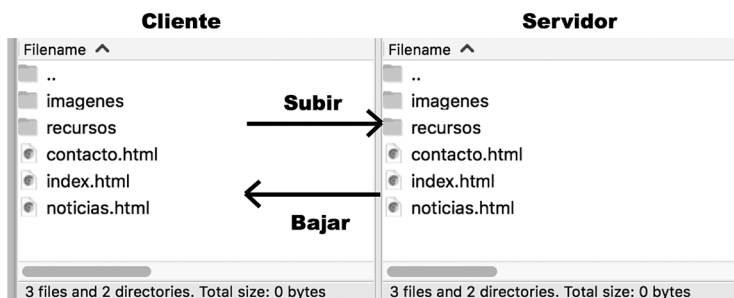 Cliente
Servidor
Filename
Filename
..
imagenes
recursos
contacto.html
index.html
noticias.html
3 files and 2 directories. Total size: 0 bytes
Subir
Bajar
..
imagenes
recursos
contacto.html
index.html
noticias.html
3 files and 2 directories. Total size: 0 bytes